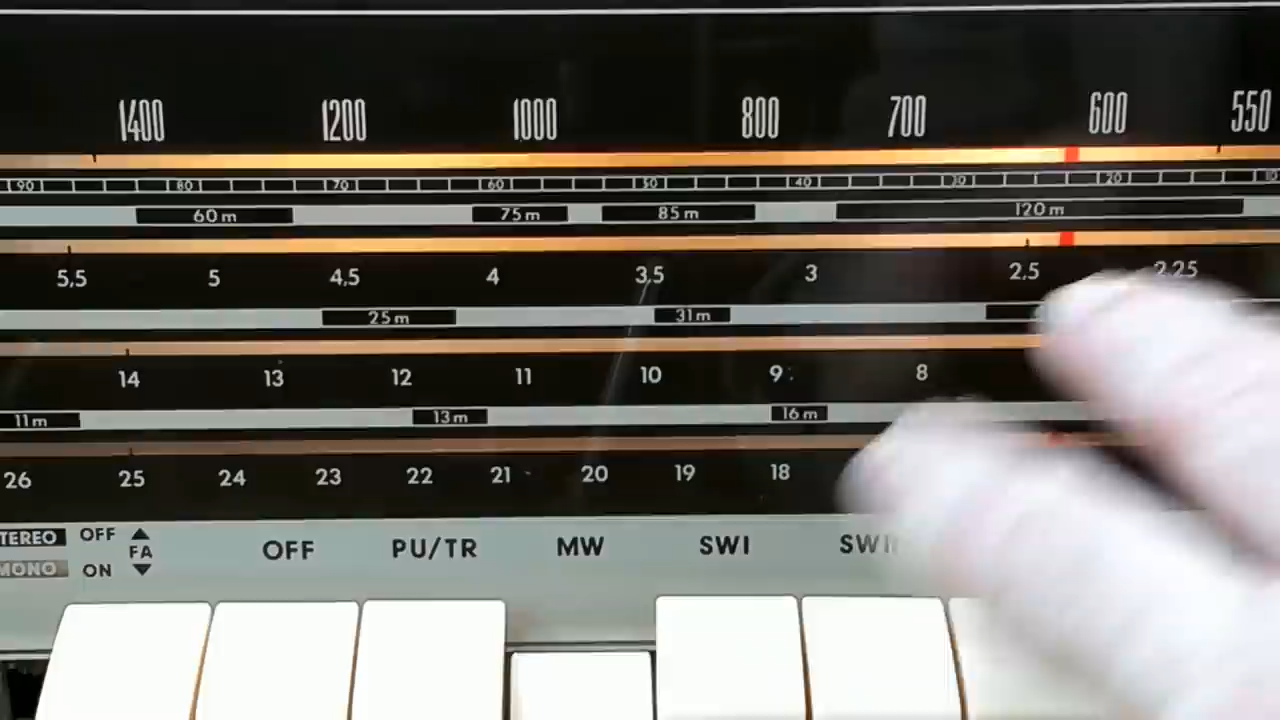 1400 1200 1000 800 700 600 550
90 80 70 60 50 40 30 20 10
60 m 75 m 85 m 120 m
5,5 5 4,5 4 3,5 3 2,5 2,25
25 m 31 m
14 13 12 11 10 9 8
11 m 13 m 16 m
26 25 24 23 22 21 20 19 18
TEREO OFF FA OFF PU/TR MW SWI
MONO ON